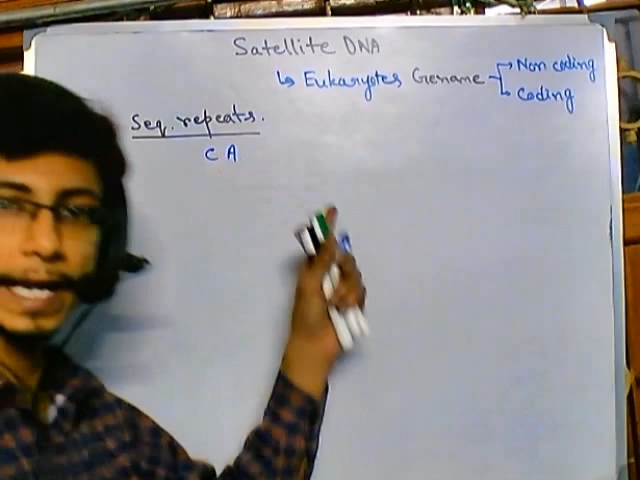 Satellite DNA
↳ Eukaryotes Genome
Non coding
Coding
Seq. repeats.
C A